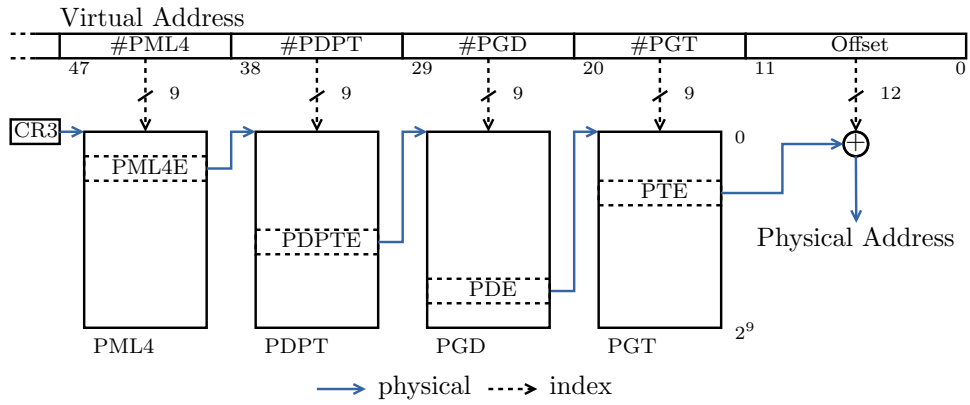 Virtual Address
#PML4 #PDPT #PGD #PGT Offset
47 38 29 20 11 0
9 9 9 9 12
CR3
0
+
PML4E
PTE
PDPTE
Physical Address
PDE
2⁹
PML4 PDPT PGD PGT
physical index